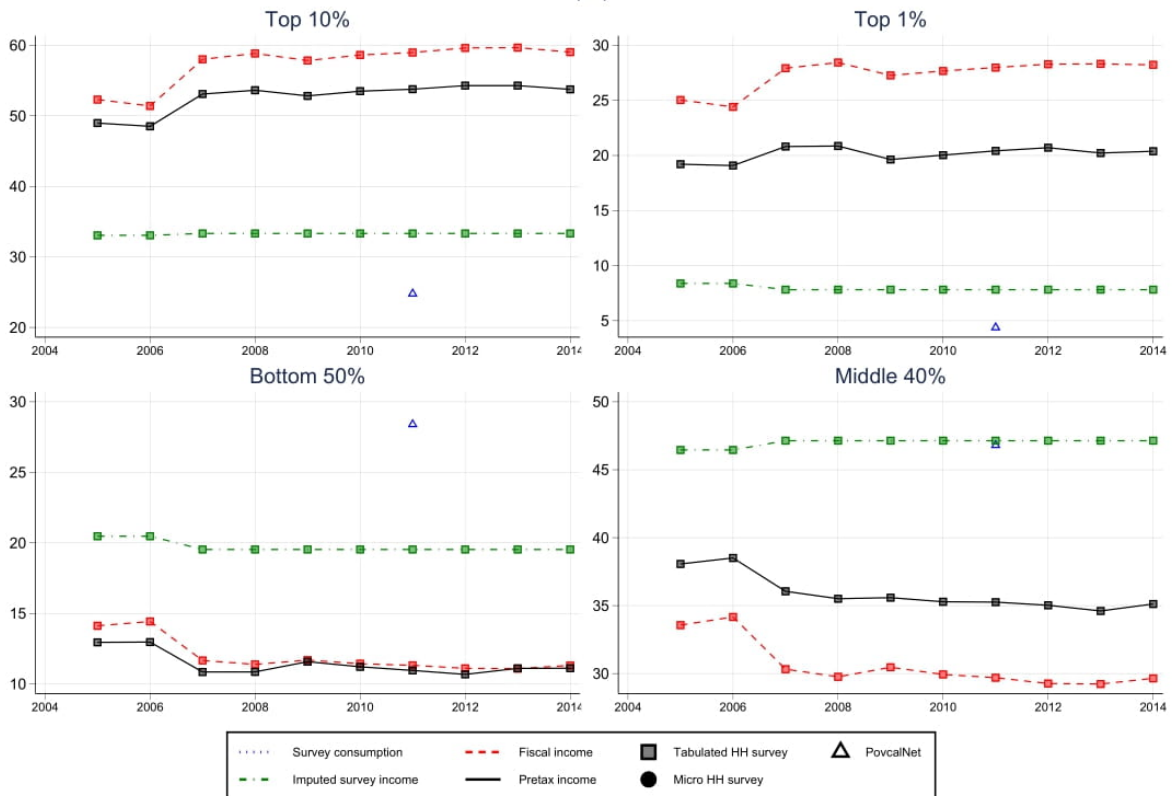 Top 10%
Top 1%
60
50
40
30
20
2004 2006 2008 2010 2012 2014
30
25
20
15
10
5
2004 2006 2008 2010 2012 2014
Bottom 50%
Middle 40%
30
25
20
15
10
2004 2006 2008 2010 2012 2014
50
45
40
35
30
2004 2006 2008 2010 2012 2014
Survey consumption Fiscal income Tabulated HH survey PovcalNet
Imputed survey income Pretax income Micro HH survey